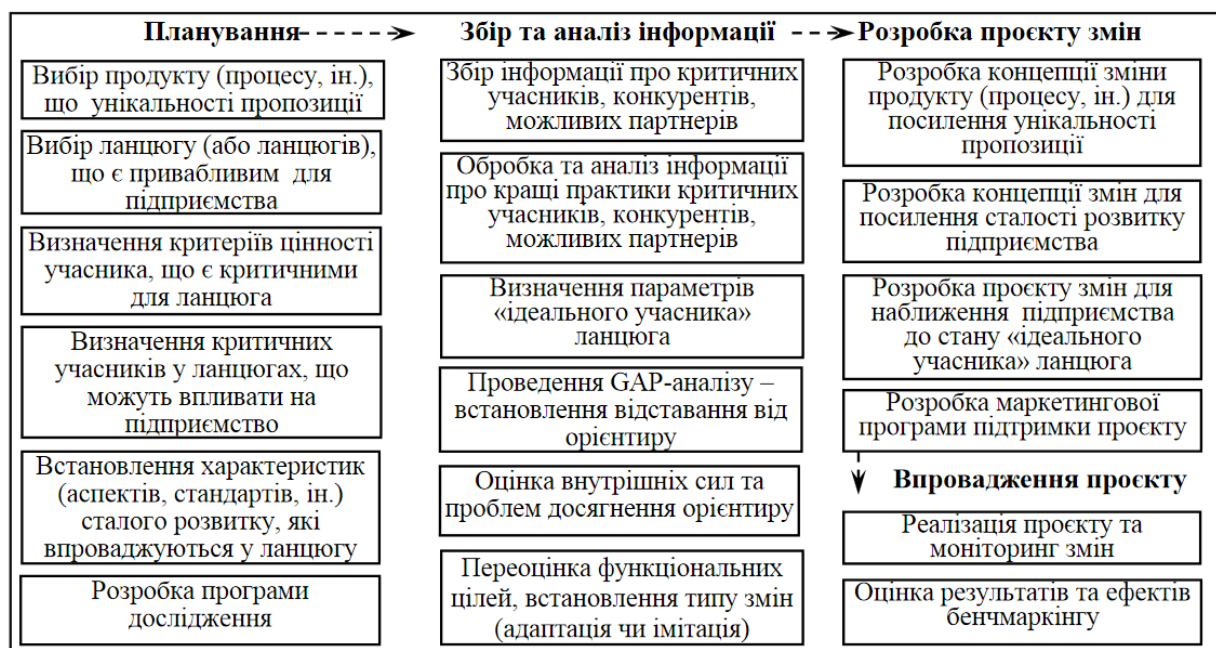 Планування
Вибір продукту (процесу, ін.),
що унікальності пропозиції
Вибір ланцюгу (або ланцюгів),
що є привабливим для
підприємства
Визначення критеріїв цінності
учасника, що є критичними
для ланцюга
Визначення критичних
учасників у ланцюгах, що
можуть впливати на
підприємство
Встановлення характеристик
(аспектів, стандартів, ін.)
сталого розвитку, які
впроваджуються у ланцюгу
Розробка програми
дослідження
Збір та аналіз інформації
Збір інформації про критичних
учасників, конкурентів,
можливих партнерів
Обробка та аналіз інформації
про кращі практики критичних
учасників, конкурентів,
можливих партнерів
Визначення параметрів
«ідеального учасника»
ланцюга
Проведення GAP-аналізу –
встановлення відставання від
орієнтиру
Оцінка внутрішніх сил та
проблем досягнення орієнтиру
Переоцінка функціональних
цілей, встановлення типу змін
(адаптація чи імітація)
Розробка проєкту змін
Розробка концепції зміни
продукту (процесу, ін.) для
посилення унікальності
пропозиції
Розробка концепції змін для
посилення сталості розвитку
підприємства
Розробка проєкту змін для
наближення підприємства
до стану «ідеального
учасника» ланцюга
Розробка маркетингової
програми підтримки проєкту
Впровадження проєкту
Реалізація проєкту та
моніторинг змін
Оцінка результатів та ефектів
бенчмаркінгу